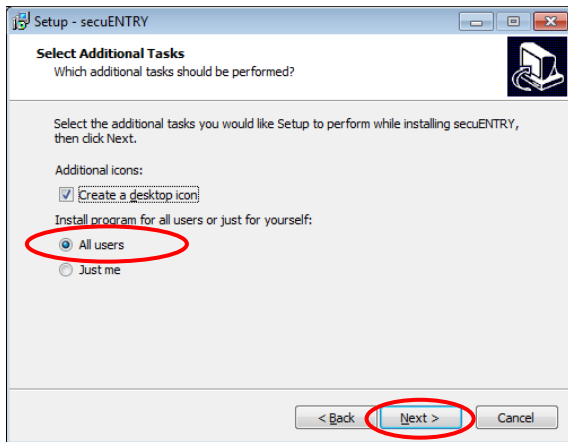 Setup - secuENTRY
Select Additional Tasks
Which additional tasks should be performed?
Select the additional tasks you would like Setup to perform while installing secuENTRY,
then click Next.
Additional icons:
Create a desktop icon
Install program for all users or just for yourself:
All users
Just me
< Back Next > Cancel